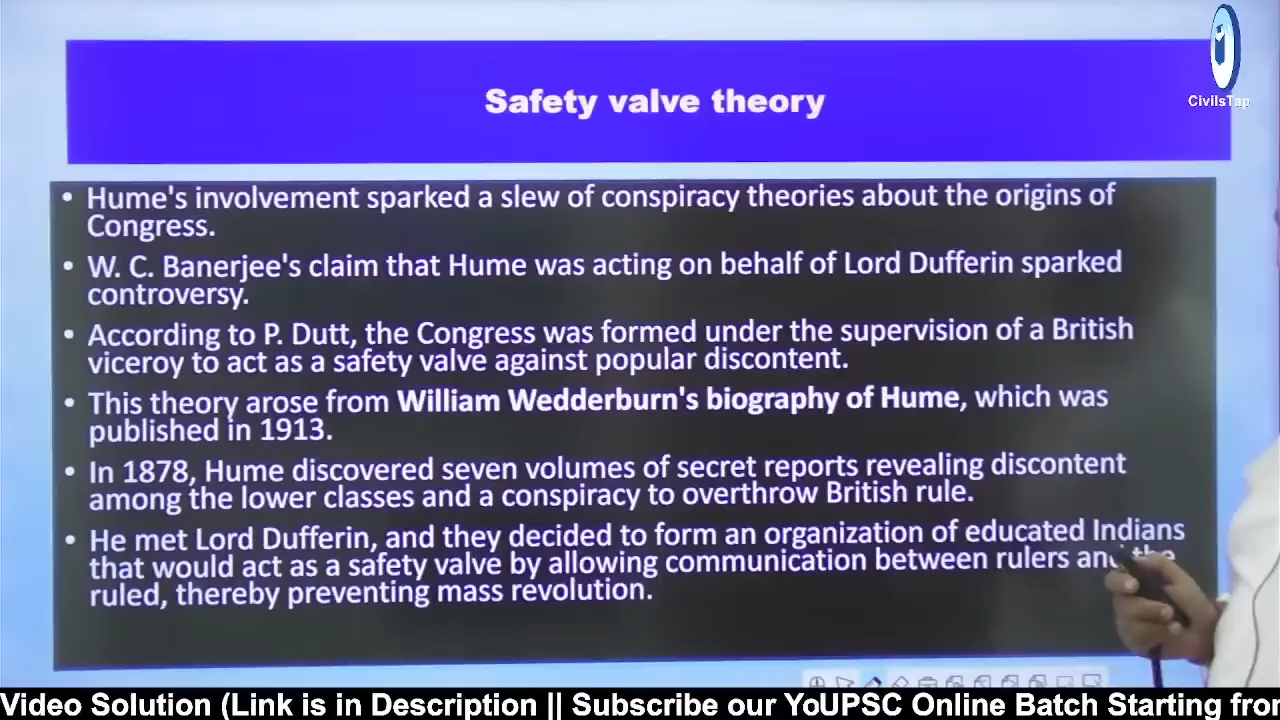 CivilsTap
Safety valve theory
• Hume's involvement sparked a slew of conspiracy theories about the origins of
Congress.
• W. C. Banerjee's claim that Hume was acting on behalf of Lord Dufferin sparked
controversy.
• According to P. Dutt, the Congress was formed under the supervision of a British
viceroy to act as a safety valve against popular discontent.
• This theory arose from William Wedderburn's biography of Hume, which was
published in 1913.
• In 1878, Hume discovered seven volumes of secret reports revealing discontent
among the lower classes and a conspiracy to overthrow British rule.
• He met Lord Dufferin, and they decided to form an organization of educated Indians
that would act as a safety valve by allowing communication between rulers and the
ruled, thereby preventing mass revolution.
Video Solution (Link is in Description || Subscribe our YoUPSC Online Batch Starting from